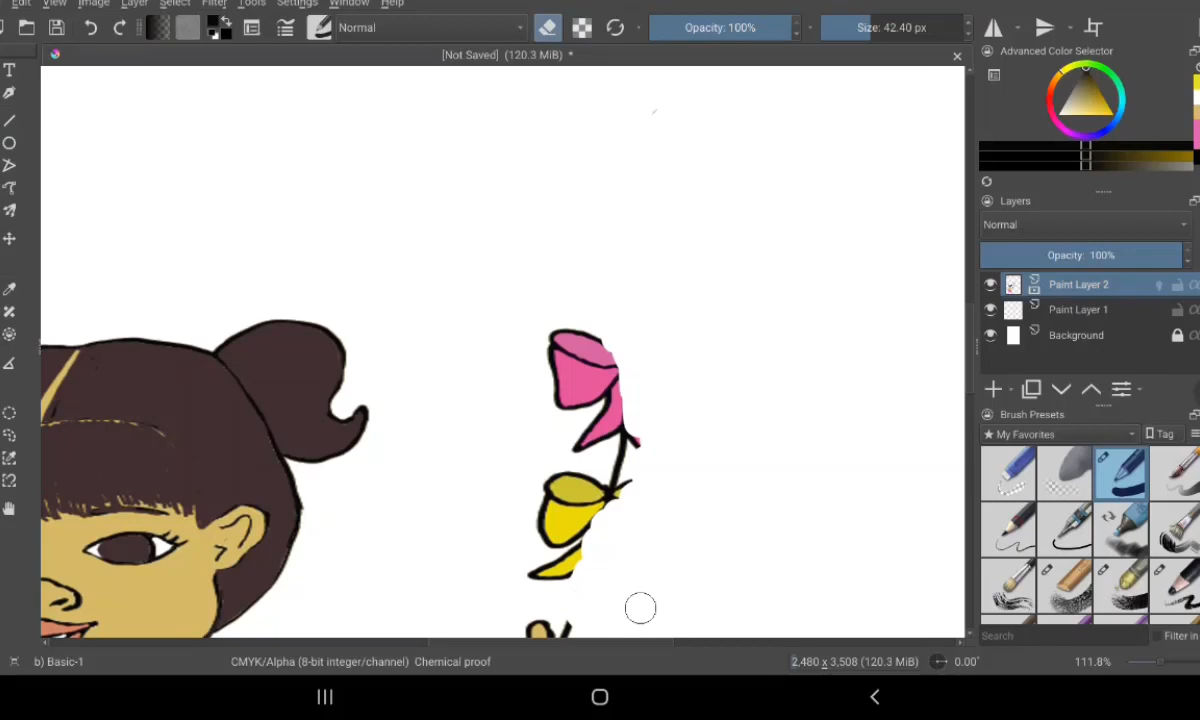 Edit View Image Layer Select Filter Tools Settings Window Help
Normal
Opacity: 100%
Size: 42.40 px
[Not Saved] (120.3 MiB) *
Advanced Color Selector
Layers
Normal
Opacity: 100%
Paint Layer 2
Paint Layer 1
Background
Brush Presets
My Favorites
Tag
Search
Filter in
b) Basic-1
CMYK/Alpha (8-bit integer/channel) Chemical proof
2,480 x 3,508 (120.3 MiB)
0.00°
111.8%